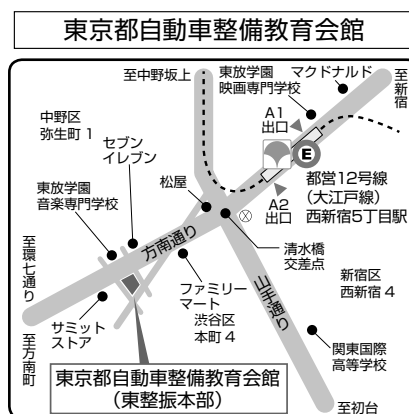 東京都自動車整備教育会館
至中野坂上
東放学園
映画専門学校
マクドナルド
至新宿
A1
出口
中野区
弥生町 1
セブン
イレブン
E
都営12号線
(大江戸線)
西新宿5丁目駅
松屋
A2
出口
東放学園
音楽専門学校
方南通り
清水橋
交差点
至環七通り
山手通り
新宿区
西新宿 4
ファミリー
マート
渋谷区
本町 4
サミット
ストア
至方南町
関東国際
高等学校
東京都自動車整備教育会館
(東整振本部)
至初台